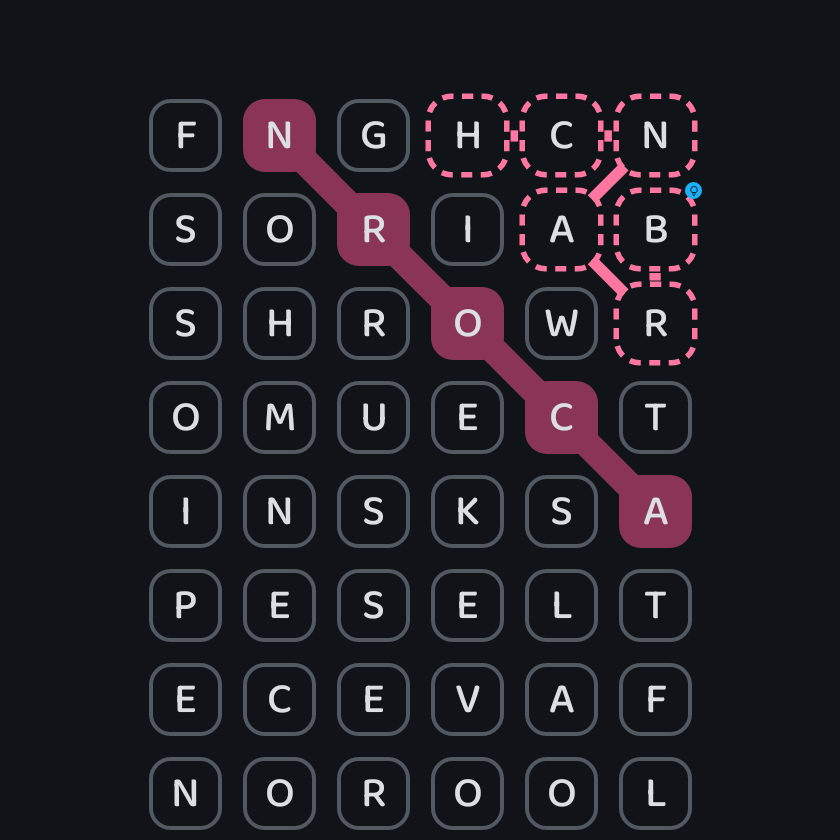 F N G H C N
S O R I A B
S H R O W R
O M U E C T
I N S K S A
P E S E L T
E C E V A F
N O R O O L